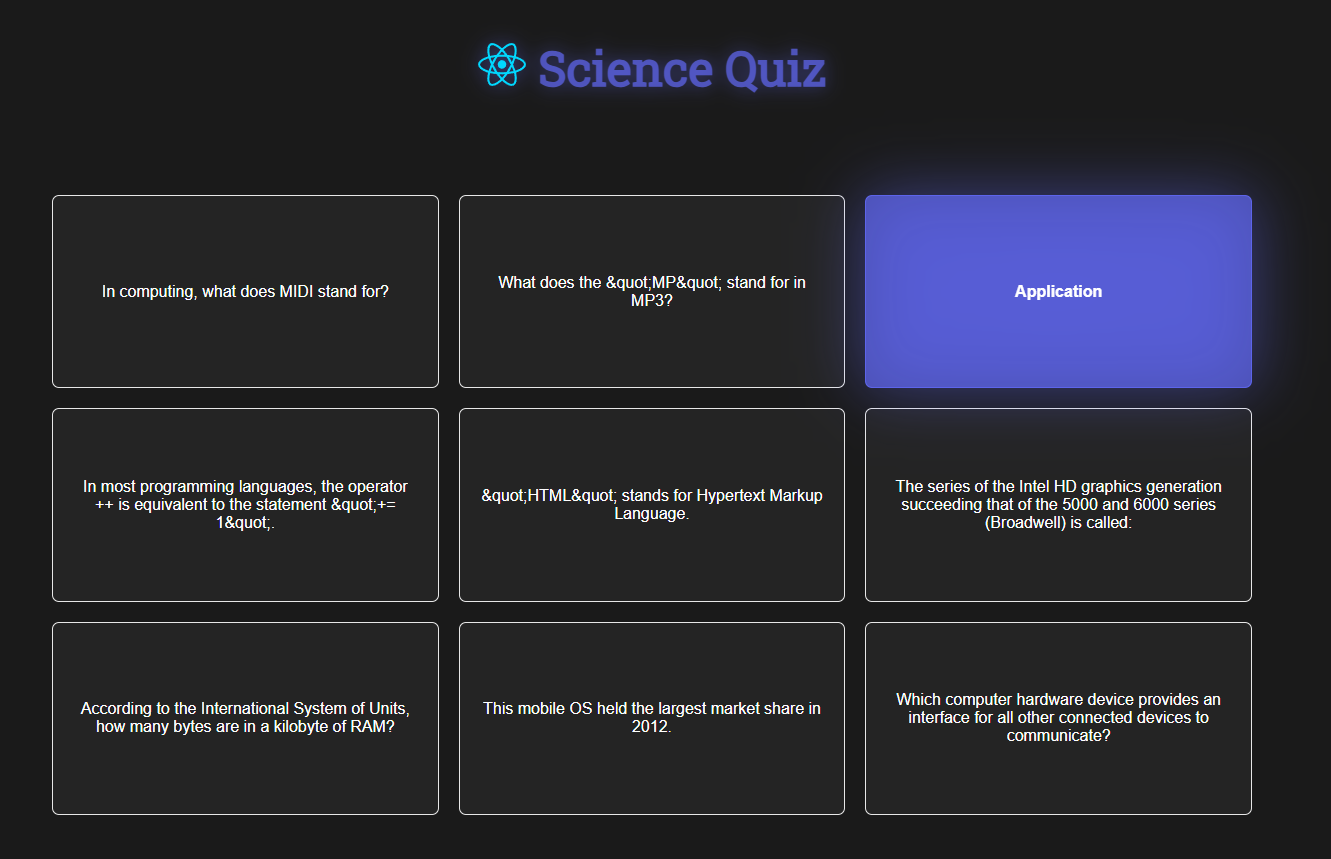 Science Quiz
In computing, what does MIDI stand for?
What does the &quot;MP&quot; stand for in
MP3?
Application
In most programming languages, the operator
++ is equivalent to the statement &quot;+=
1&quot;.
&quot;HTML&quot; stands for Hypertext Markup
Language.
The series of the Intel HD graphics generation
succeeding that of the 5000 and 6000 series
(Broadwell) is called:
According to the International System of Units,
how many bytes are in a kilobyte of RAM?
This mobile OS held the largest market share in
2012.
Which computer hardware device provides an
interface for all other connected devices to
communicate?